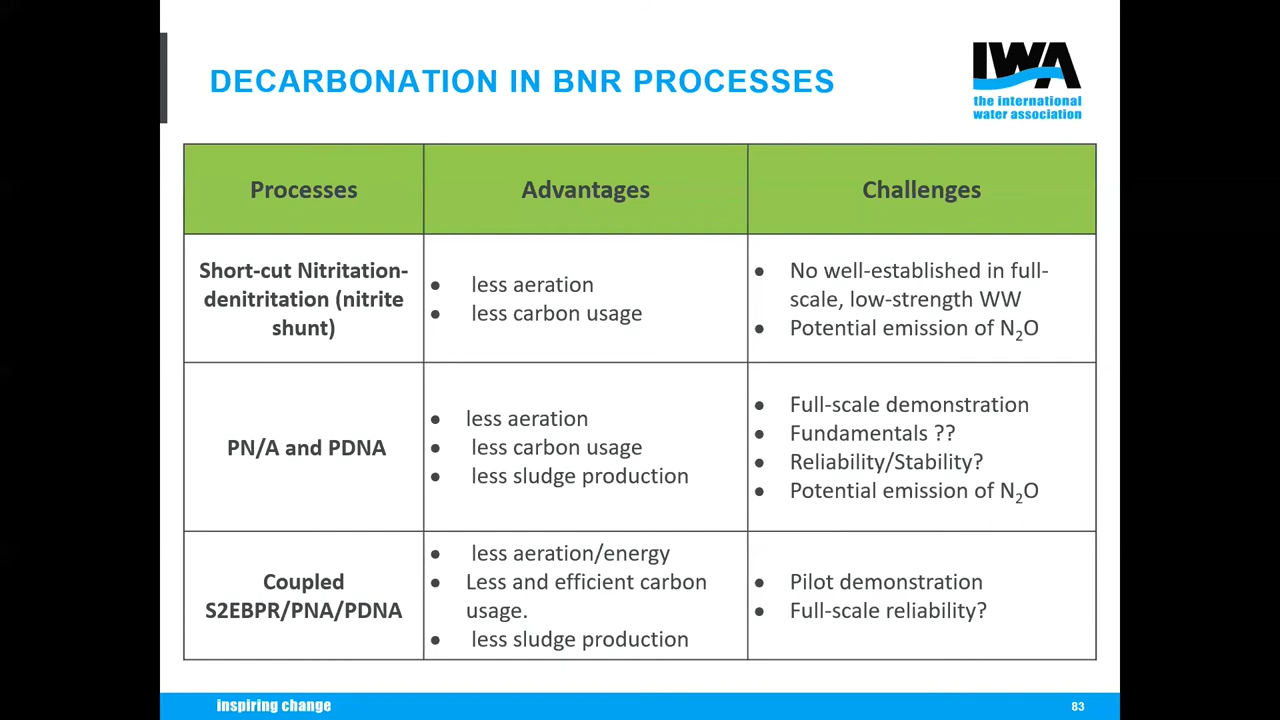 DECARBONATION IN BNR PROCESSES
IWA
the international
water association
Processes
Advantages
Challenges
Short-cut Nitritation-
denitritation (nitrite
shunt)
● less aeration
● less carbon usage
● No well-established in full-
scale, low-strength WW
● Potential emission of N₂O
PN/A and PDNA
● less aeration
● less carbon usage
● less sludge production
● Full-scale demonstration
● Fundamentals ??
● Reliability/Stability?
● Potential emission of N₂O
Coupled
S2EBPR/PNA/PDNA
● less aeration/energy
● Less and efficient carbon
usage.
● less sludge production
● Pilot demonstration
● Full-scale reliability?
inspiring change
83